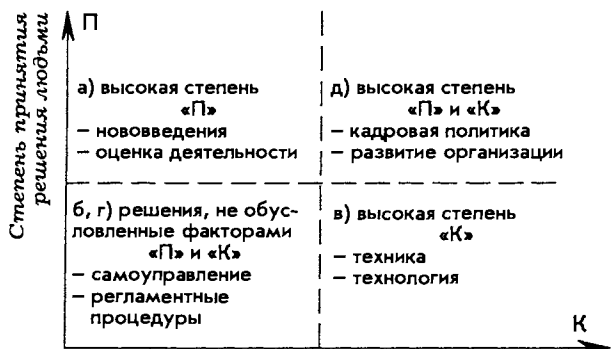 Степень принятия
решения людьми
П
а) высокая степень
«П»
– нововведения
– оценка деятельности
д) высокая степень
«П» и «К»
– кадровая политика
– развитие организации
б, г) решения, не обус-
ловленные факторами
«П» и «К»
– самоуправление
– регламентные
процедуры
в) высокая степень
«К»
– техника
– технология
К